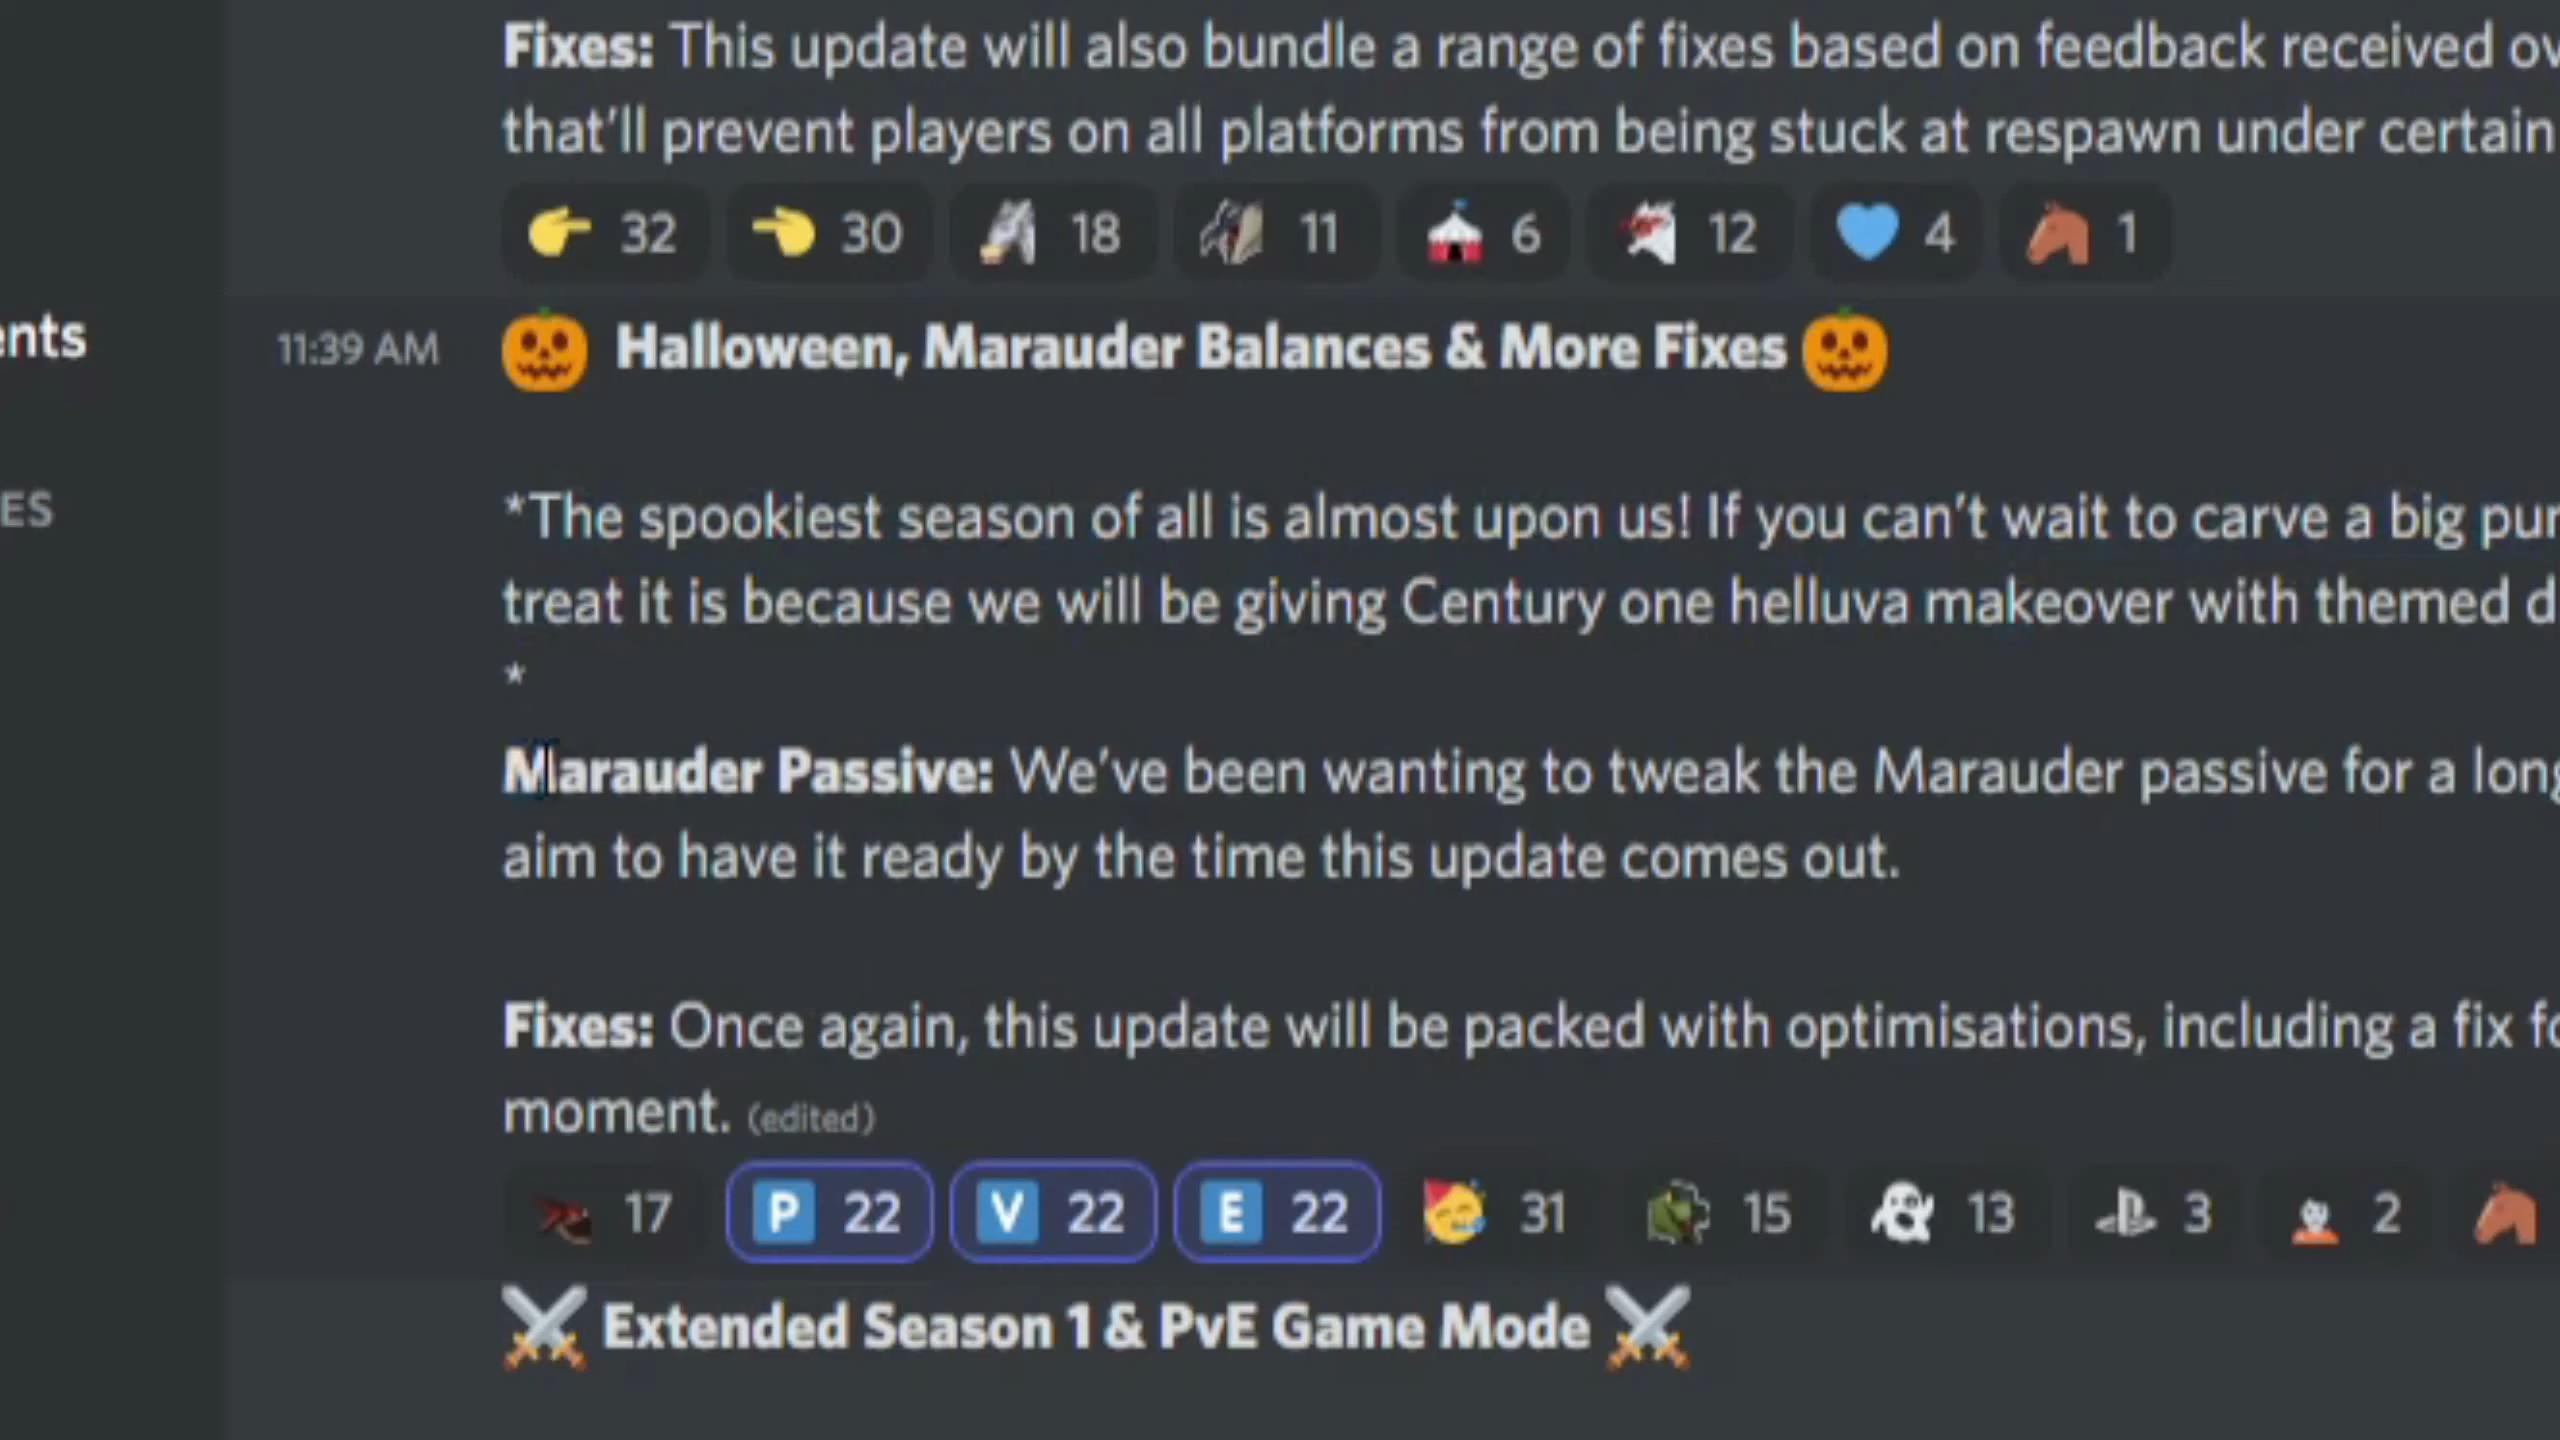 Fixes: This update will also bundle a range of fixes based on feedback received
that'll prevent players on all platforms from being stuck at respawn under certain
32 30 18 11 6 12 4 1
ents
11:39 AM Halloween, Marauder Balances & More Fixes
*The spookiest season of all is almost upon us! If you can't wait to carve a big
ES
treat it is because we will be giving Century one helluva makeover with themed
*
Marauder Passive: We've been wanting to tweak the Marauder passive for a long
aim to have it ready by the time this update comes out.
Fixes: Once again, this update will be packed with optimisations, including a fix
moment. (edited)
17 P 22 V 22 E 22 31 15 13 3 2
Extended Season 1 & PvE Game Mode